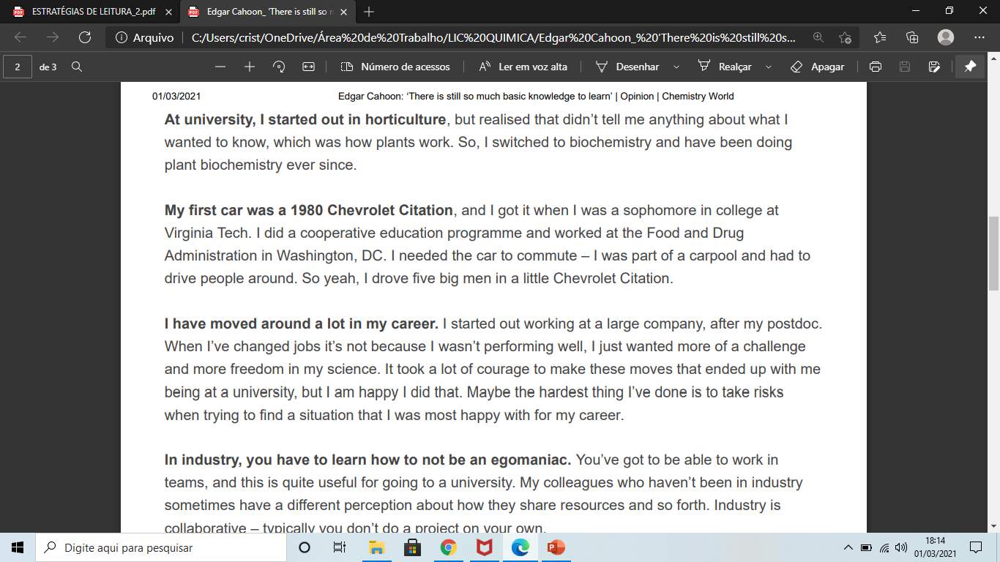 ESTRATÉGIAS DE LEITURA_2.pdf
Edgar Cahoon_ 'There is still so m
Arquivo
C:/Users/crist/OneDrive/Área%20de%20Trabalho/LIC%20QUIMICA/Edgar%20Cahoon_%20'There%20is%20still%20s...
2 de 3
Número de acessos
Ler em voz alta
Desenhar
Realçar
Apagar
01/03/2021 Edgar Cahoon: ‘There is still so much basic knowledge to learn’ | Opinion | Chemistry World
At university, I started out in horticulture, but realised that didn’t tell me anything about what I
wanted to know, which was how plants work. So, I switched to biochemistry and have been doing
plant biochemistry ever since.
My first car was a 1980 Chevrolet Citation, and I got it when I was a sophomore in college at
Virginia Tech. I did a cooperative education programme and worked at the Food and Drug
Administration in Washington, DC. I needed the car to commute – I was part of a carpool and had to
drive people around. So yeah, I drove five big men in a little Chevrolet Citation.
I have moved around a lot in my career. I started out working at a large company, after my postdoc.
When I’ve changed jobs it’s not because I wasn’t performing well, I just wanted more of a challenge
and more freedom in my science. It took a lot of courage to make these moves that ended up with me
being at a university, but I am happy I did that. Maybe the hardest thing I’ve done is to take risks
when trying to find a situation that I was most happy with for my career.
In industry, you have to learn how to not be an egomaniac. You’ve got to be able to work in
teams, and this is quite useful for going to a university. My colleagues who haven’t been in industry
sometimes have a different perception about how they share resources and so forth. Industry is
collaborative – typically you don’t do a project on your own.
Digite aqui para pesquisar
18:14
01/03/2021